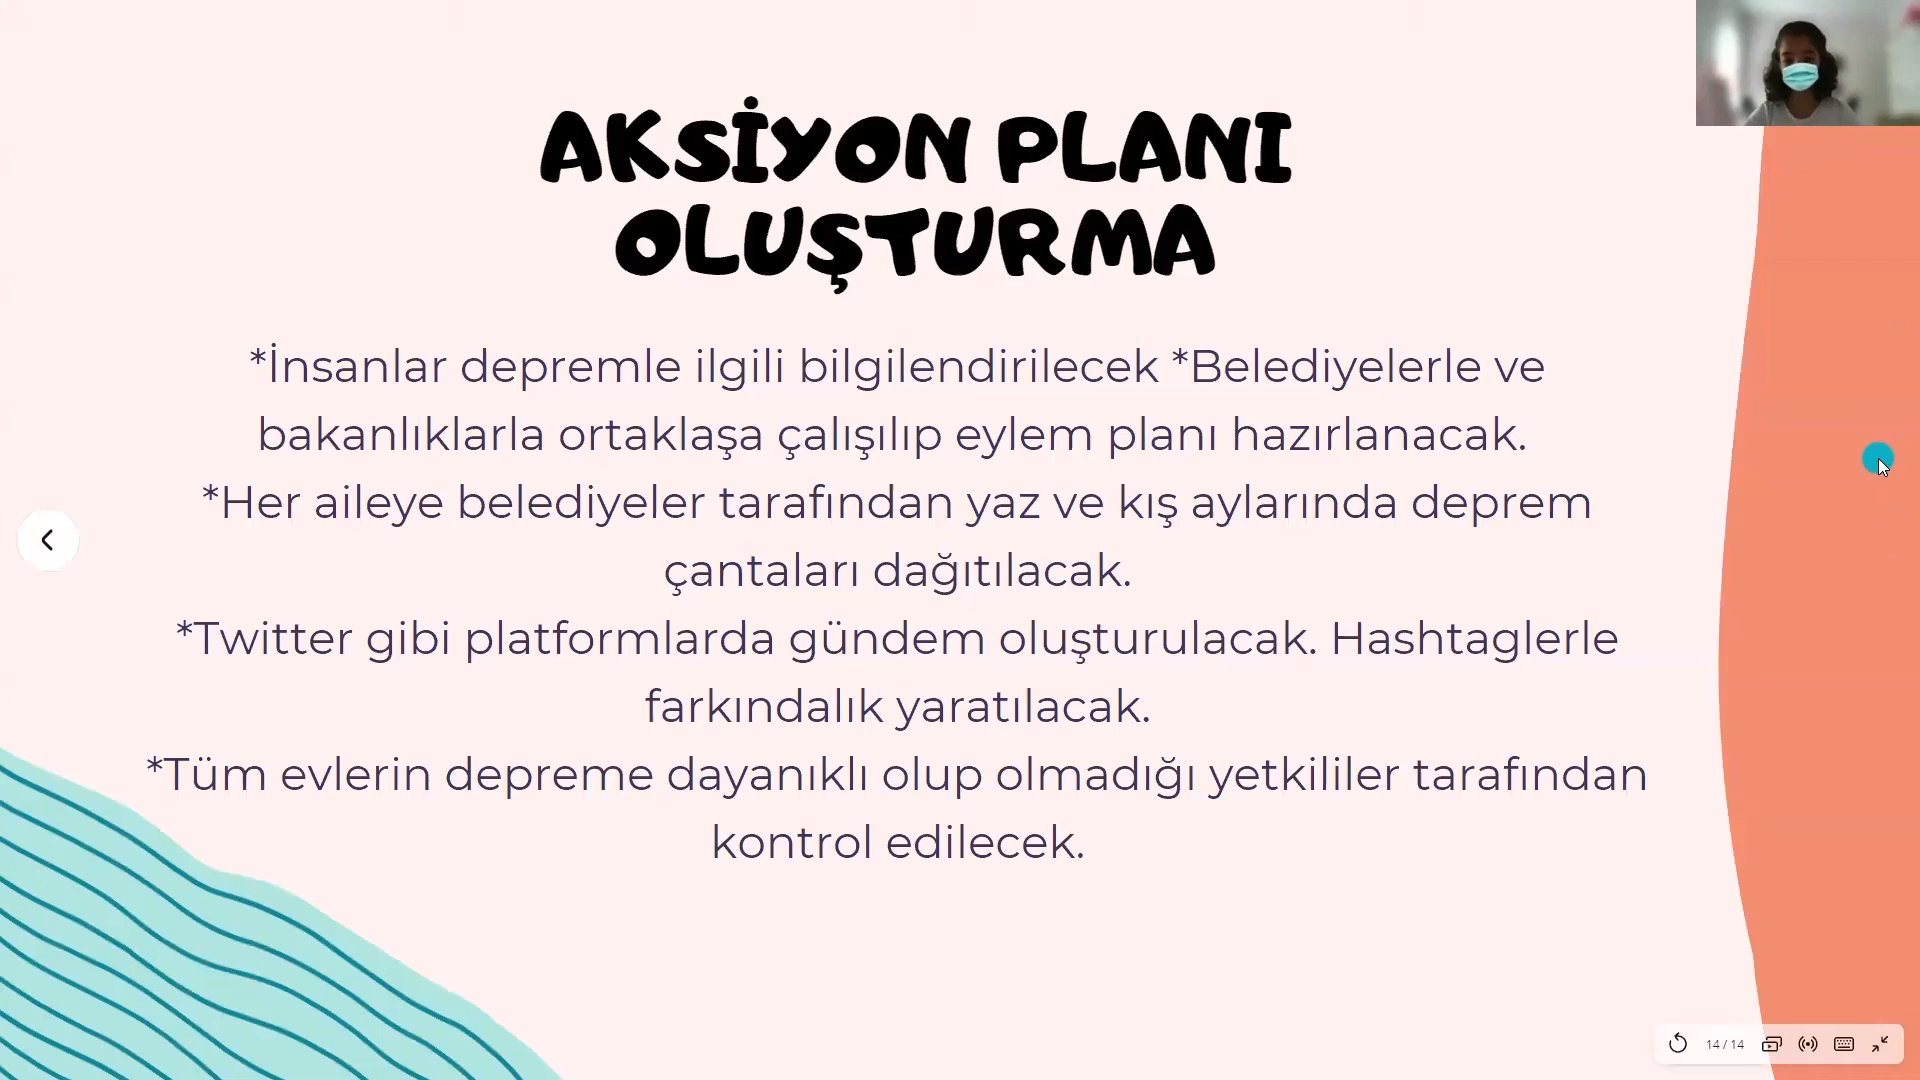 AKSİYON PLANI
OLUŞTURMA
*İnsanlar depremle ilgili bilgilendirilecek *Belediyelerle ve
bakanlıklarla ortaklaşa çalışılıp eylem planı hazırlanacak.
*Her aileye belediyeler tarafından yaz ve kış aylarında deprem
çantaları dağıtılacak.
*Twitter gibi platformlarda gündem oluşturulacak. Hashtaglerle
farkındalık yaratılacak.
*Tüm evlerin depreme dayanıklı olup olmadığı yetkililer tarafından
kontrol edilecek.
14 / 14